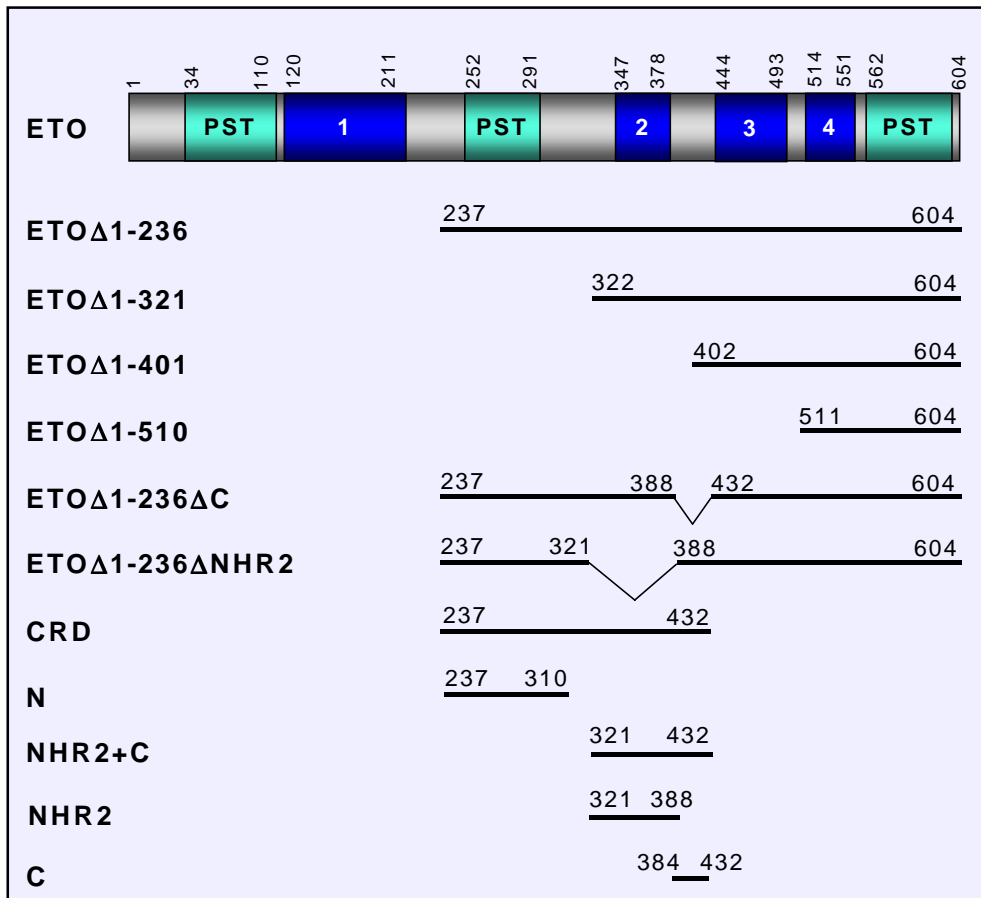 1 34 110 120 211 252 291 347 378 444 493 514 551 562 604
ETO PST 1 PST 2 3 4 PST
237 604
ETOΔ1-236
322 604
ETOΔ1-321
402 604
ETOΔ1-401
511 604
ETOΔ1-510
237 388 432 604
ETOΔ1-236ΔC
237 321 388 604
ETOΔ1-236ΔNHR2
237 432
CRD
237 310
N
321 432
NHR2+C
321 388
NHR2
384 432
C